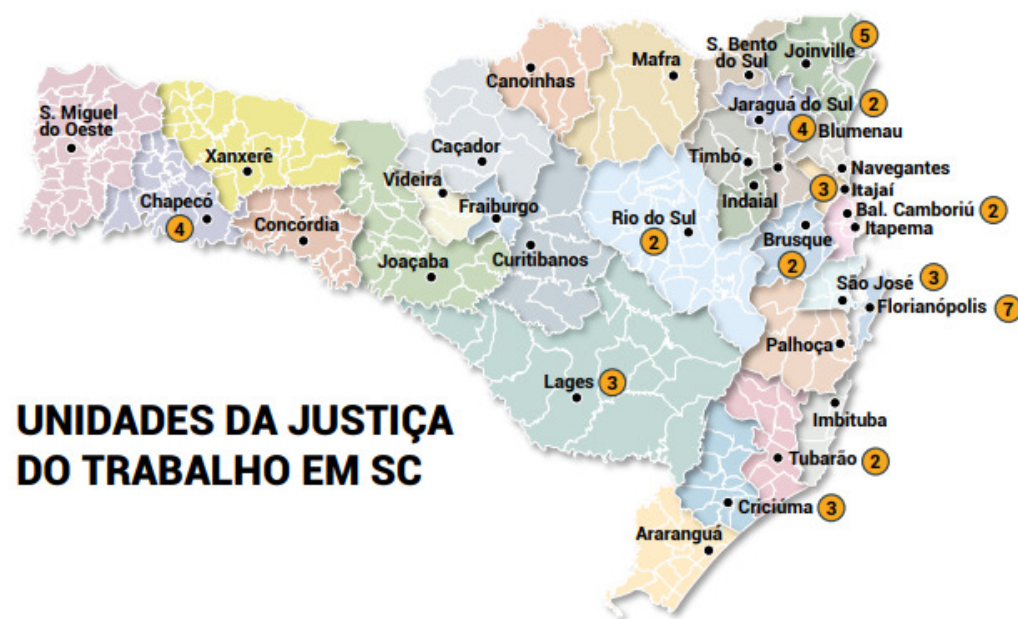 5
S. Bento
do Sul
Joinville
Mafra
Canoinhas
2
Jaraguá do Sul
4
Blumenau
S. Miguel
do Oeste
Xanxerê
Caçador
Timbó
Navegantes
Videira
3
Itajaí
Chapecó
4
Fraiburgo
Indaial
Bal. Camboriú
2
Concórdia
Rio do Sul
2
Itapema
Brusque
2
Joaçaba
Curitibanos
São José
3
Florianópolis
7
Palhoça
Lages
3
UNIDADES DA JUSTIÇA
DO TRABALHO EM SC
Imbituba
Tubarão
2
Criciúma
3
Araranguá